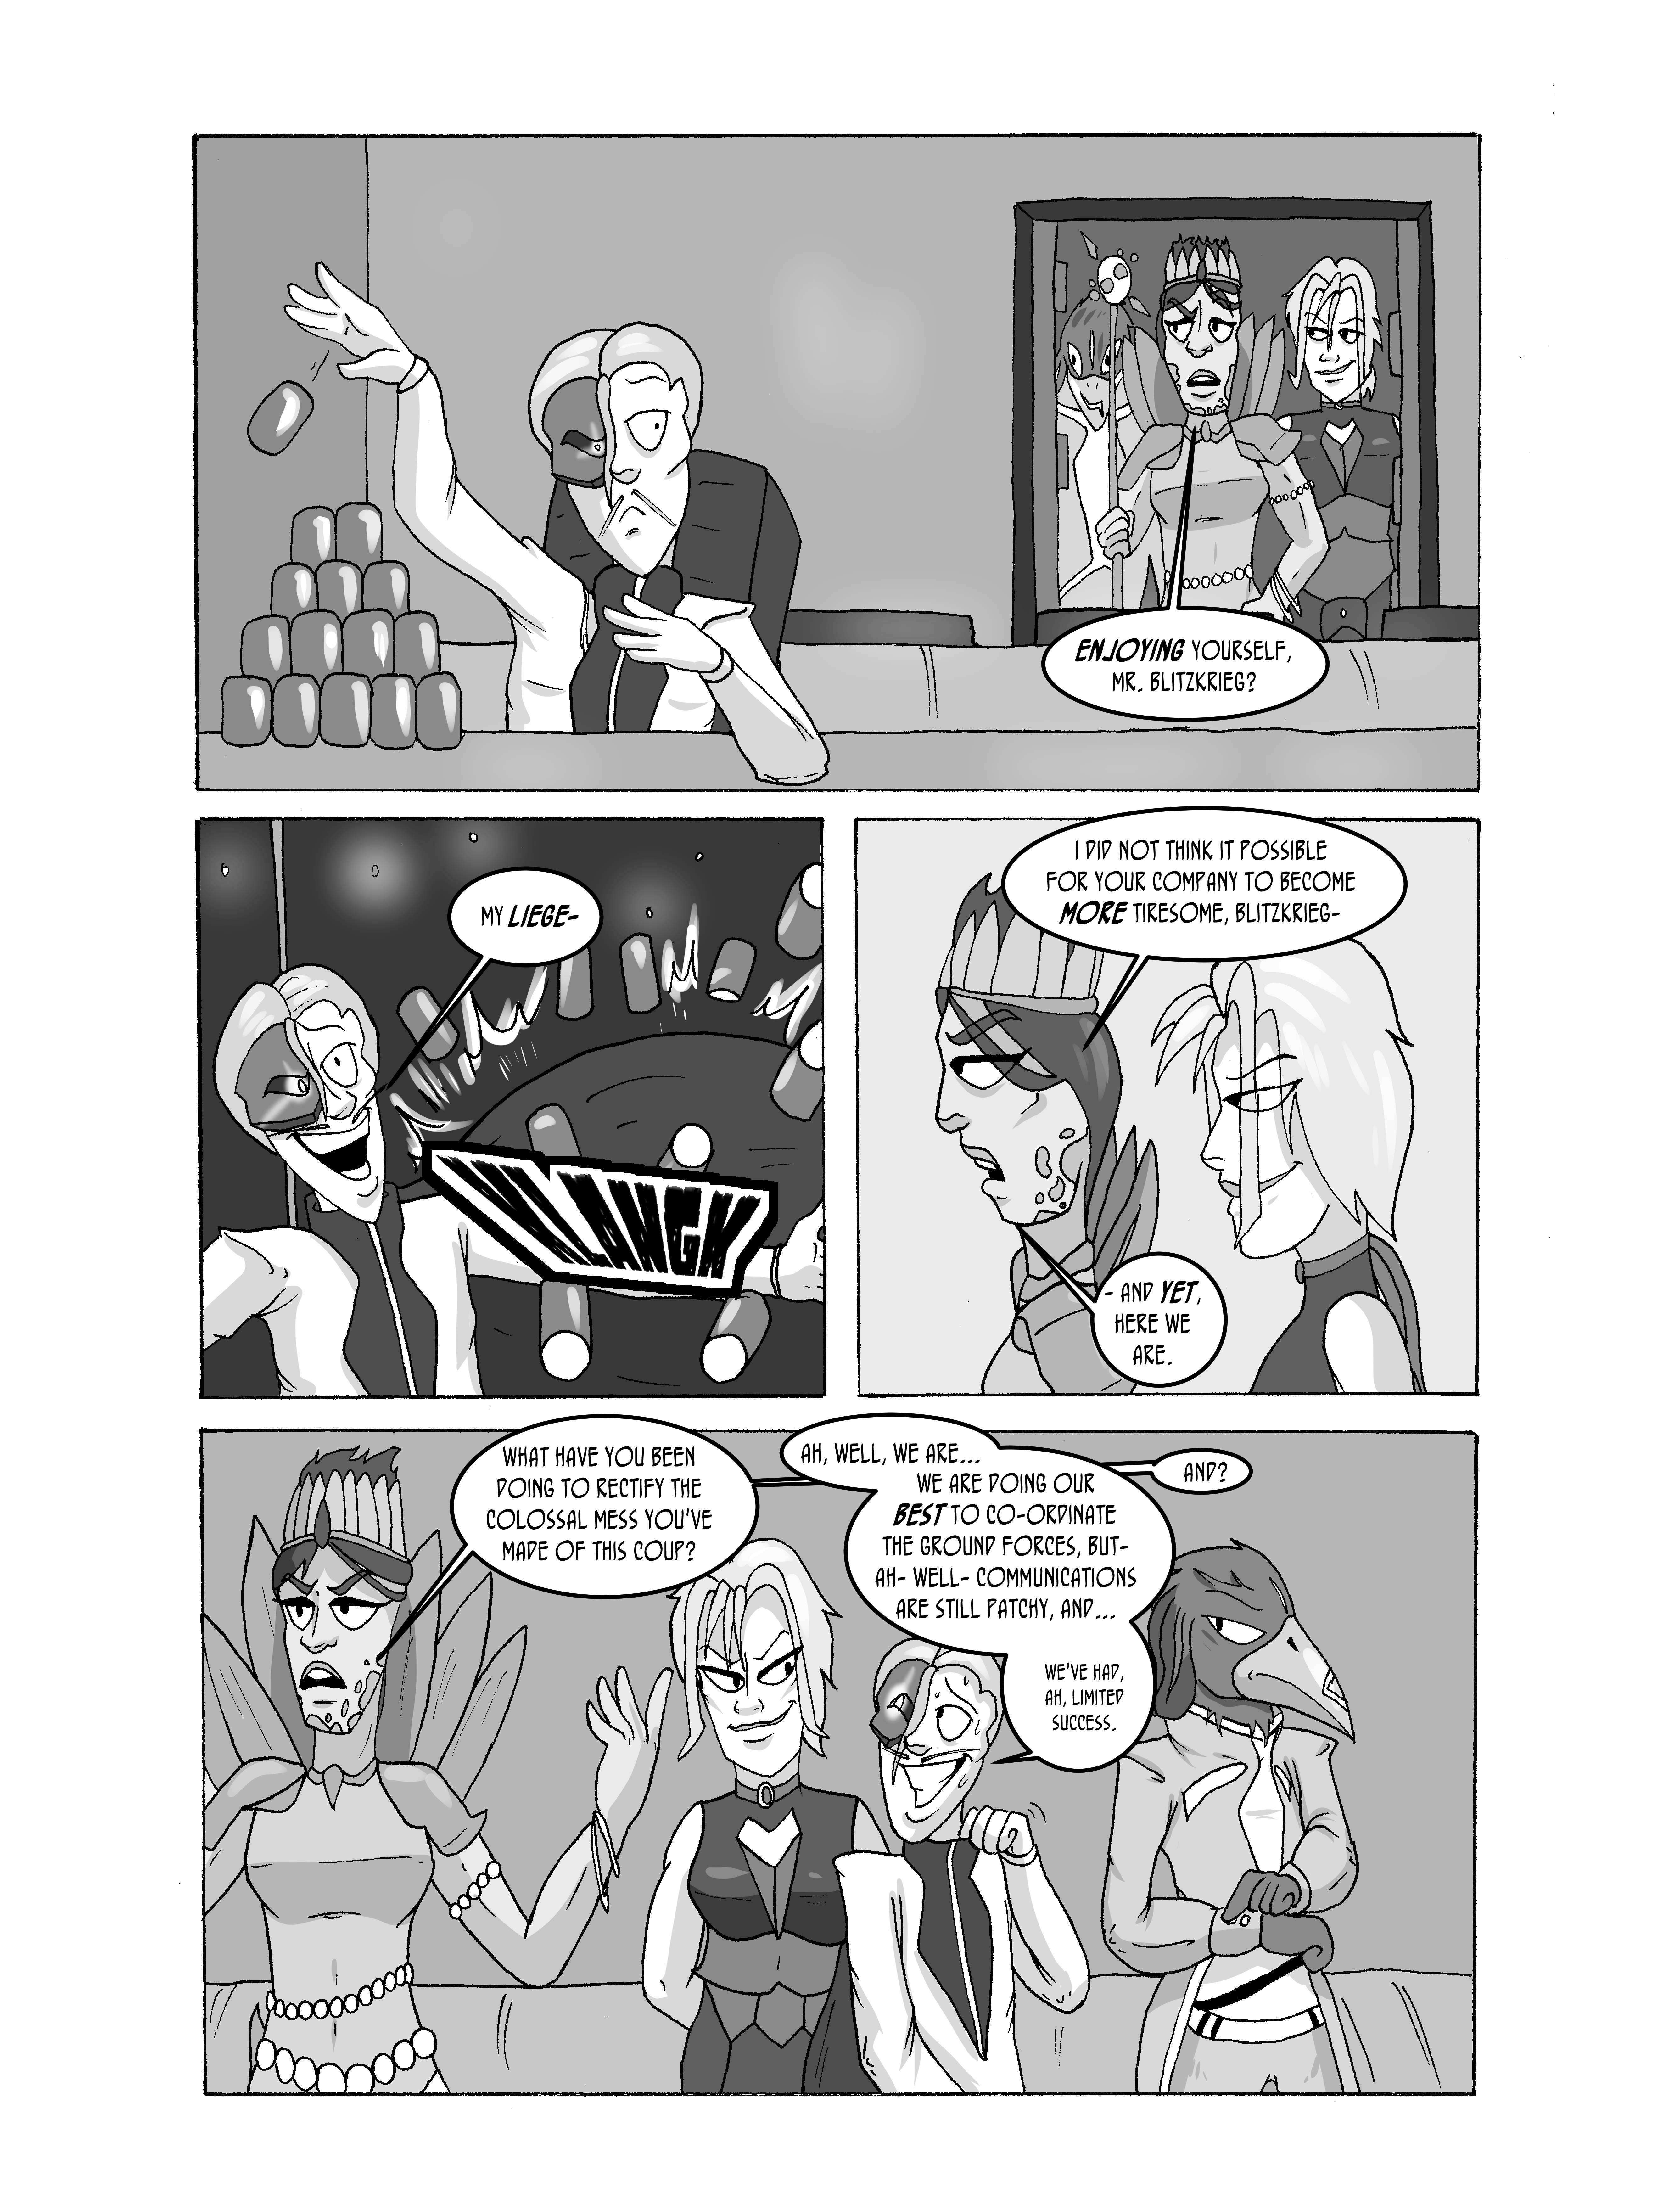 ENJOYING YOURSELF,
MR. BLITZKRIEG?
MY LIEGE-
KLANGK
I DID NOT THINK IT POSSIBLE
FOR YOUR COMPANY TO BECOME
MORE TIRESOME, BLITZKRIEG-
- AND YET,
HERE WE
ARE.
WHAT HAVE YOU BEEN
DOING TO RECTIFY THE
COLOSSAL MESS YOU'VE
MADE OF THIS COUP?
AH, WELL, WE ARE...
WE ARE DOING OUR
BEST TO CO-ORDINATE
THE GROUND FORCES, BUT-
AH- WELL- COMMUNICATIONS
ARE STILL PATCHY, AND...
AND?
WE'VE HAD,
AH, LIMITED
SUCCESS.